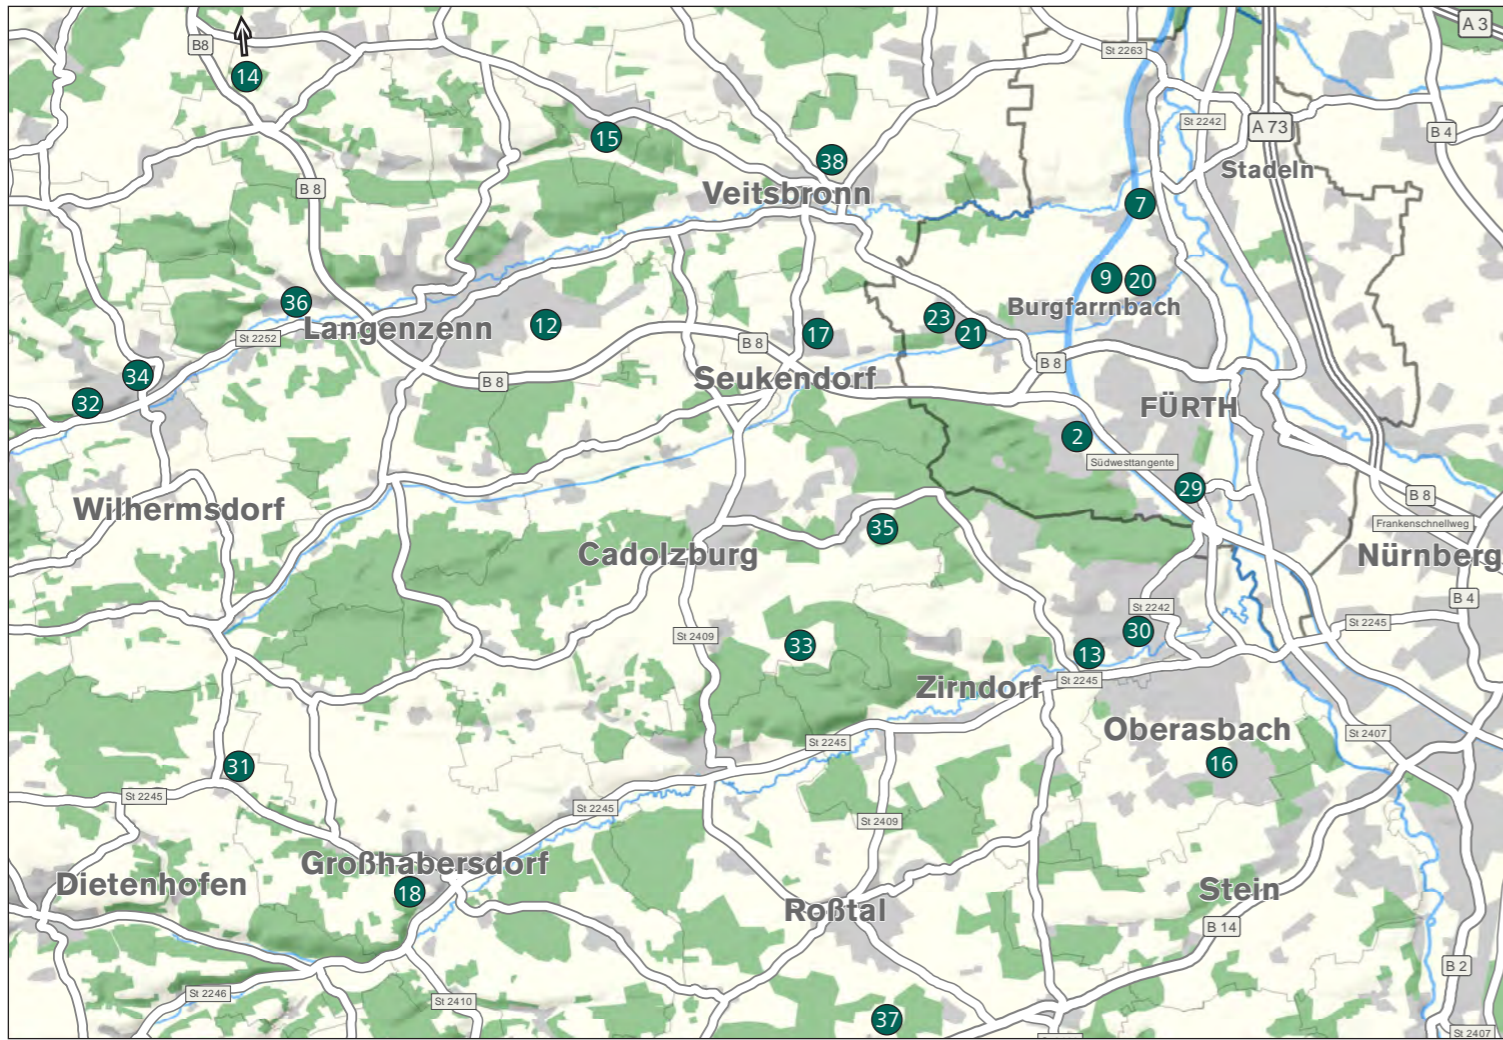 A 3
B8
St 2263
14
A 73
St 2242
B 4
15
38
Stadeln
B 8
Veitsbronn
7
9
20
36
Burgfarrnbach
Langenzenn
12
23
17
21
St 2252
B 8
B 8
34
B 8
Seukendorf
32
FÜRTH
2
Südwesttangente
29
B 8
Wilhermsdorf
Frankenschnellweg
35
Cadolzburg
Nürnberg
B 4
St 2242
St 2245
St 2409
30
33
13
St 2245
Zirndorf
Oberasbach
St 2407
St 2245
16
31
St 2245
St 2245
St 2409
Großhabersdorf
Dietenhofen
18
Stein
Roßtal
B 14
B 2
St 2246
St 2410
37
St 2407